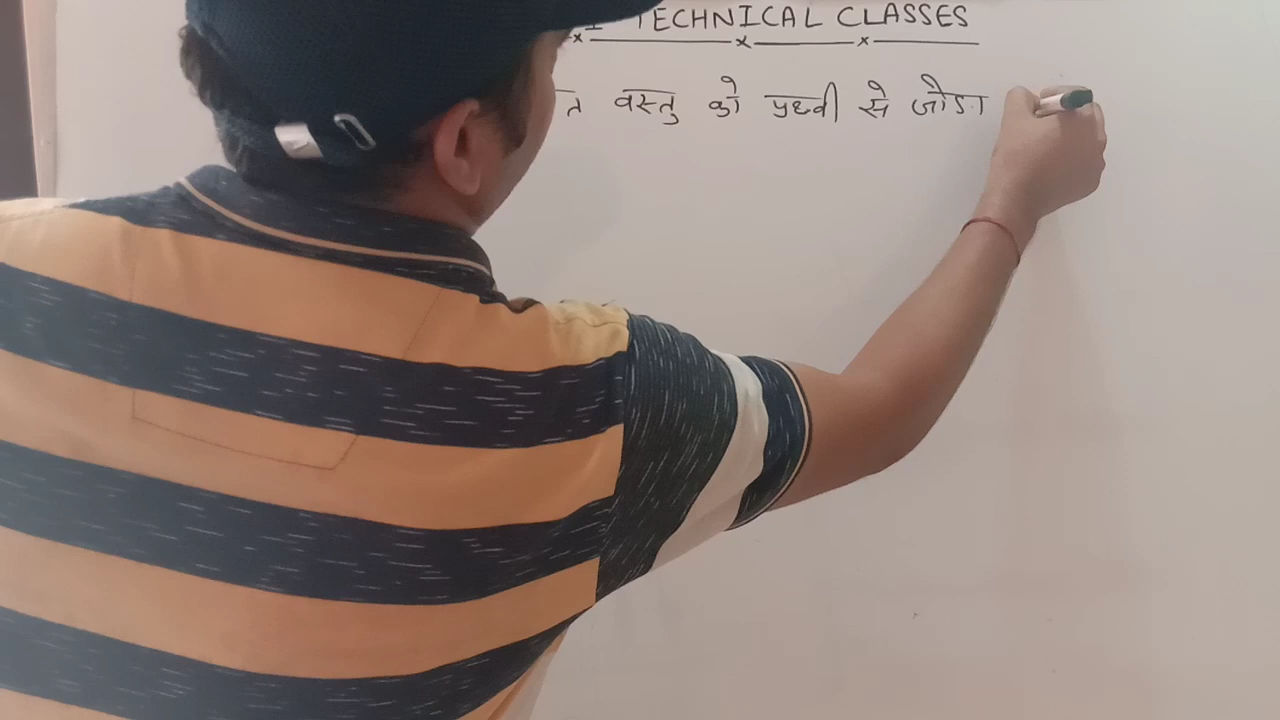 TECHNICAL CLASSES
वस्तु को पृथ्वी से जोड़ा